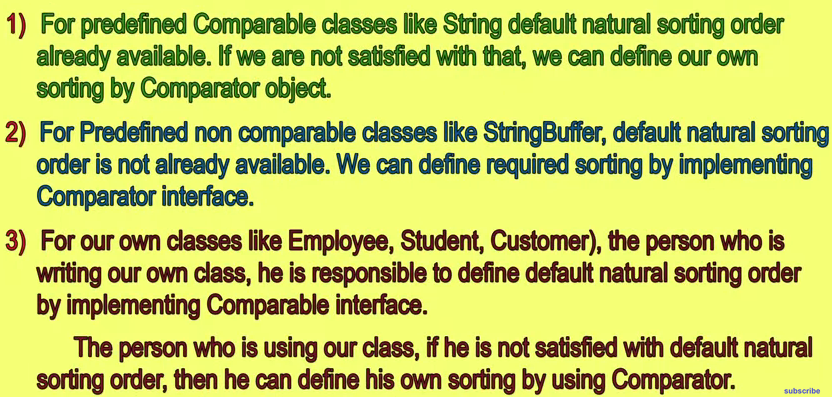 1) For predefined Comparable classes like String default natural sorting order
already available. If we are not satisfied with that, we can define our own
sorting by Comparator object.
2) For Predefined non comparable classes like StringBuffer, default natural sorting
order is not already available. We can define required sorting by implementing
Comparator interface.
3) For our own classes like Employee, Student, Customer), the person who is
writing our own class, he is responsible to define default natural sorting order
by implementing Comparable interface.
The person who is using our class, if he is not satisfied with default natural
sorting order, then he can define his own sorting by using Comparator.
subscribe